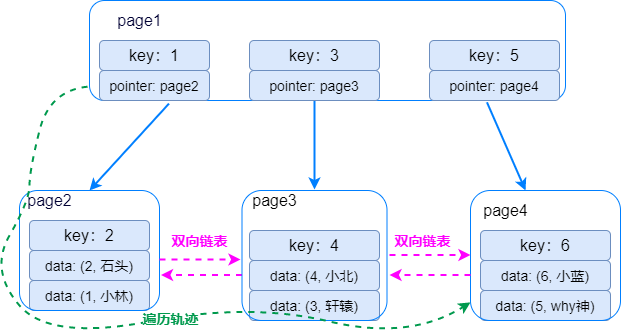 page1
key：1
key：3
key：5
pointer: page2
pointer: page3
pointer: page4
page2
page3
page4
key：2
双向链表
key：4
双向链表
key：6
data: (2, 石头)
data: (4, 小北)
data: (6, 小蓝)
data: (1, 小林)
data: (3, 轩辕)
data: (5, why神)
遍历轨迹